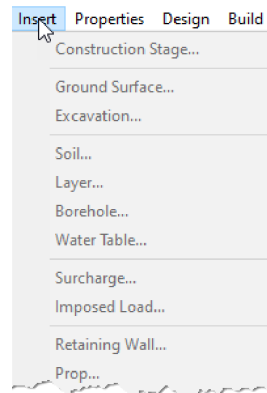 Insert Properties Design Build
Construction Stage...
Ground Surface...
Excavation...
Soil...
Layer...
Borehole...
Water Table...
Surcharge...
Imposed Load...
Retaining Wall...
Prop...